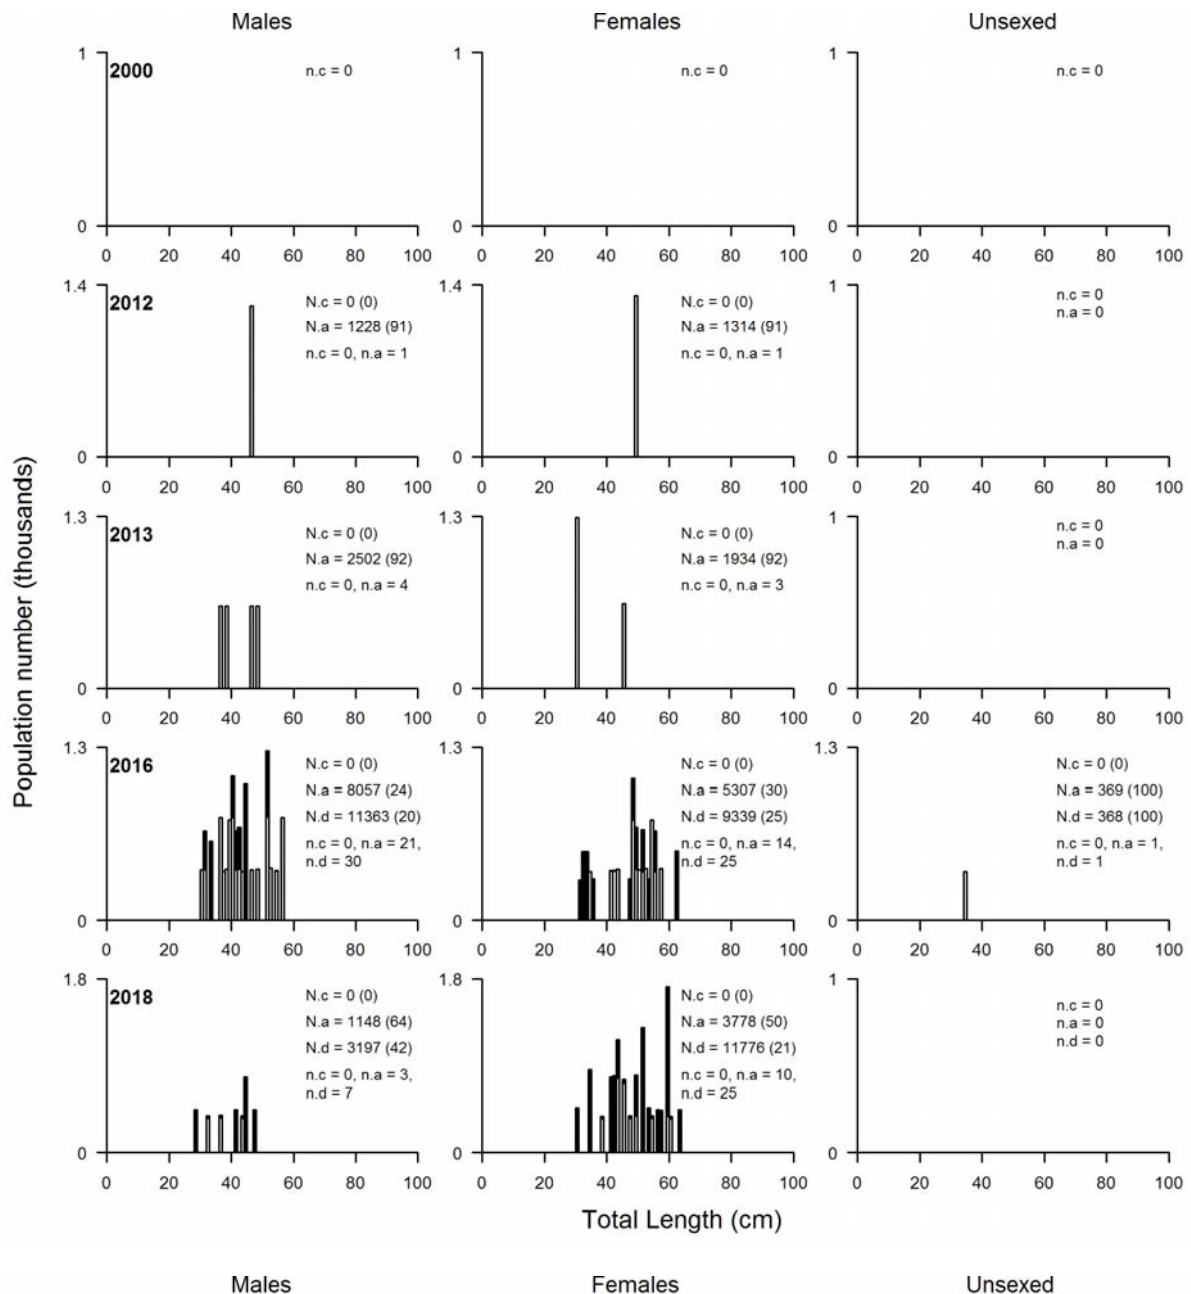 Males Females Unsexed
1 1 1
2000 n.c = 0 n.c = 0 n.c = 0
0 0 0
0 20 40 60 80 100 0 20 40 60 80 100 0 20 40 60 80 100
1.4 1.4 1
2012 N.c = 0 (0) N.c = 0 (0) n.c = 0
N.a = 1228 (91) N.a = 1314 (91) n.a = 0
n.c = 0, n.a = 1 n.c = 0, n.a = 1
0 0 0
0 20 40 60 80 100 0 20 40 60 80 100 0 20 40 60 80 100
1.3 1.3 1
2013 N.c = 0 (0) N.c = 0 (0) n.c = 0
N.a = 2502 (92) N.a = 1934 (92) n.a = 0
n.c = 0, n.a = 4 n.c = 0, n.a = 3
0 0 0
0 20 40 60 80 100 0 20 40 60 80 100 0 20 40 60 80 100
Population number (thousands)
1.3 1.3 1.3
2016 N.c = 0 (0) N.c = 0 (0) N.c = 0 (0)
N.a = 8057 (24) N.a = 5307 (30) N.a = 369 (100)
N.d = 11363 (20) N.d = 9339 (25) N.d = 368 (100)
n.c = 0, n.a = 21, n.c = 0, n.a = 14, n.c = 0, n.a = 1,
n.d = 30 n.d = 25 n.d = 1
0 0 0
0 20 40 60 80 100 0 20 40 60 80 100 0 20 40 60 80 100
1.8 1.8 1
2018 N.c = 0 (0) N.c = 0 (0) n.c = 0
N.a = 1148 (64) N.a = 3778 (50) n.a = 0
N.d = 3197 (42) N.d = 11776 (21) n.d = 0
n.c = 0, n.a = 3, n.c = 0, n.a = 10,
n.d = 7 n.d = 25
0 0 0
0 20 40 60 80 100 0 20 40 60 80 100 0 20 40 60 80 100
Total Length (cm)
Males Females Unsexed